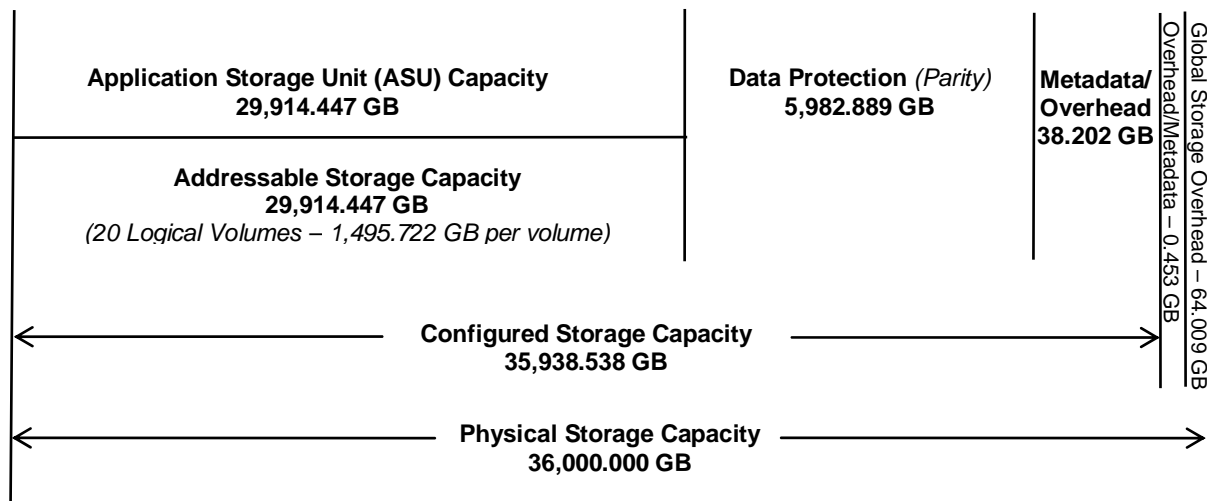 Application Storage Unit (ASU) Capacity
29,914.447 GB
Data Protection (Parity)
5,982.889 GB
Metadata/
Overhead
38.202 GB
Overhead/Metadata – 0.453 GB
Global Storage Overhead – 64.009 GB
Addressable Storage Capacity
29,914.447 GB
(20 Logical Volumes – 1,495.722 GB per volume)
Configured Storage Capacity
35,938.538 GB
Physical Storage Capacity
36,000.000 GB